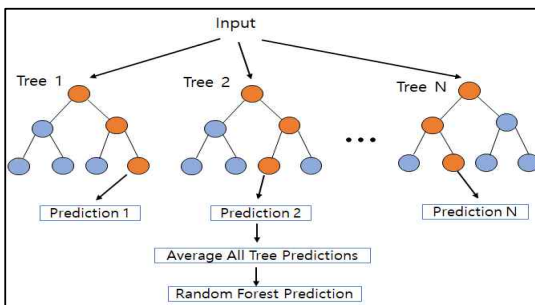 Input
Tree 1
Tree 2
Tree N
Prediction 1
Prediction 2
Prediction N
Average All Tree Predictions
Random Forest Prediction